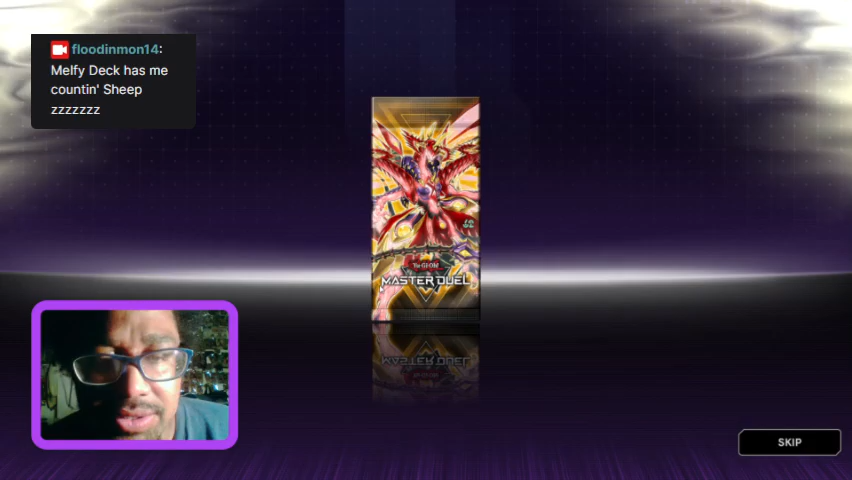 floodinmon14:
Melfy Deck has me
countin' Sheep
zzzzzzz
Yu-Gi-Oh!
MASTER DUEL
SKIP